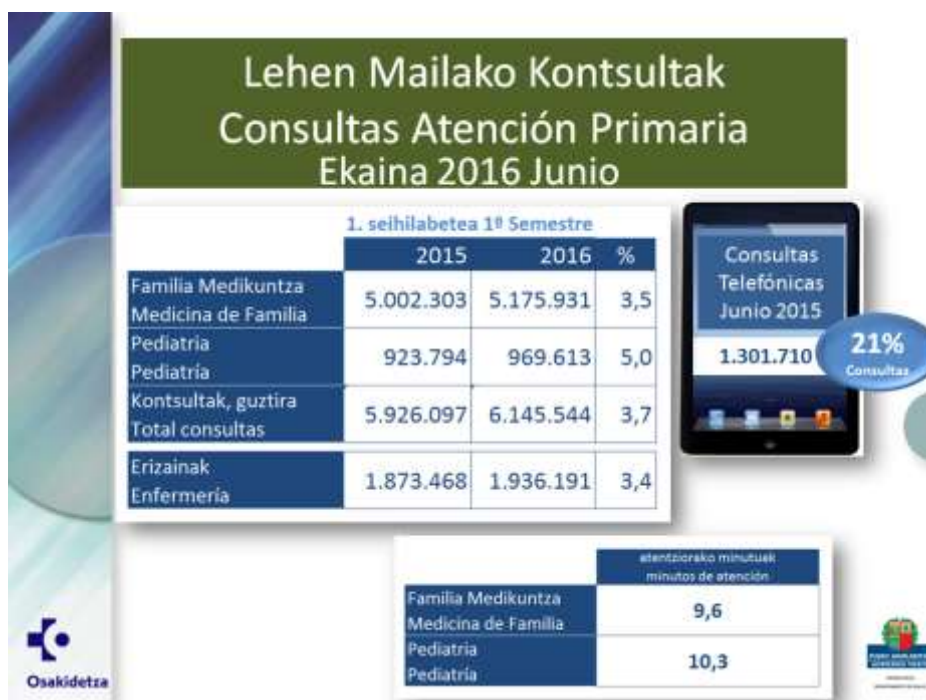 Lehen Mailako Kontsultak
Consultas Atención Primaria
Ekaina 2016 Junio
1. seihilabetea 1º Semestre
2015 2016 %
Familia Medikuntza
Medicina de Familia
5.002.303 5.175.931 3,5
Pediatria
Pediatría
923.794 969.613 5,0
Kontsultak, guztira
Total consultas
5.926.097 6.145.544 3,7
Erizainak
Enfermería
1.873.468 1.936.191 3,4
Consultas
Telefónicas
Junio 2015
1.301.710
21%
Consultas
atentziorako minutuak
minutos de atención
Familia Medikuntza
Medicina de Familia
9,6
Pediatria
Pediatría
10,3
Osakidetza